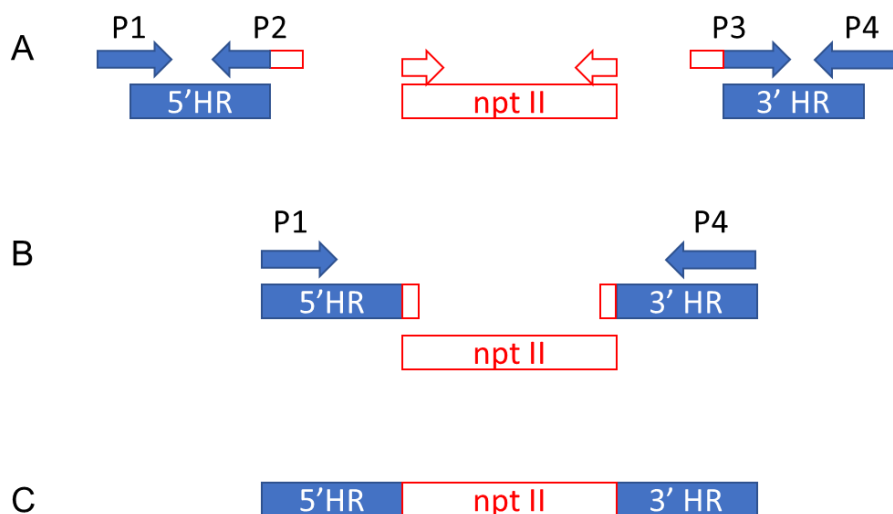 A P1 P2 P3 P4
5'HR npt II 3' HR
B P1 P4
5'HR 3' HR
npt II
C 5'HR npt II 3' HR